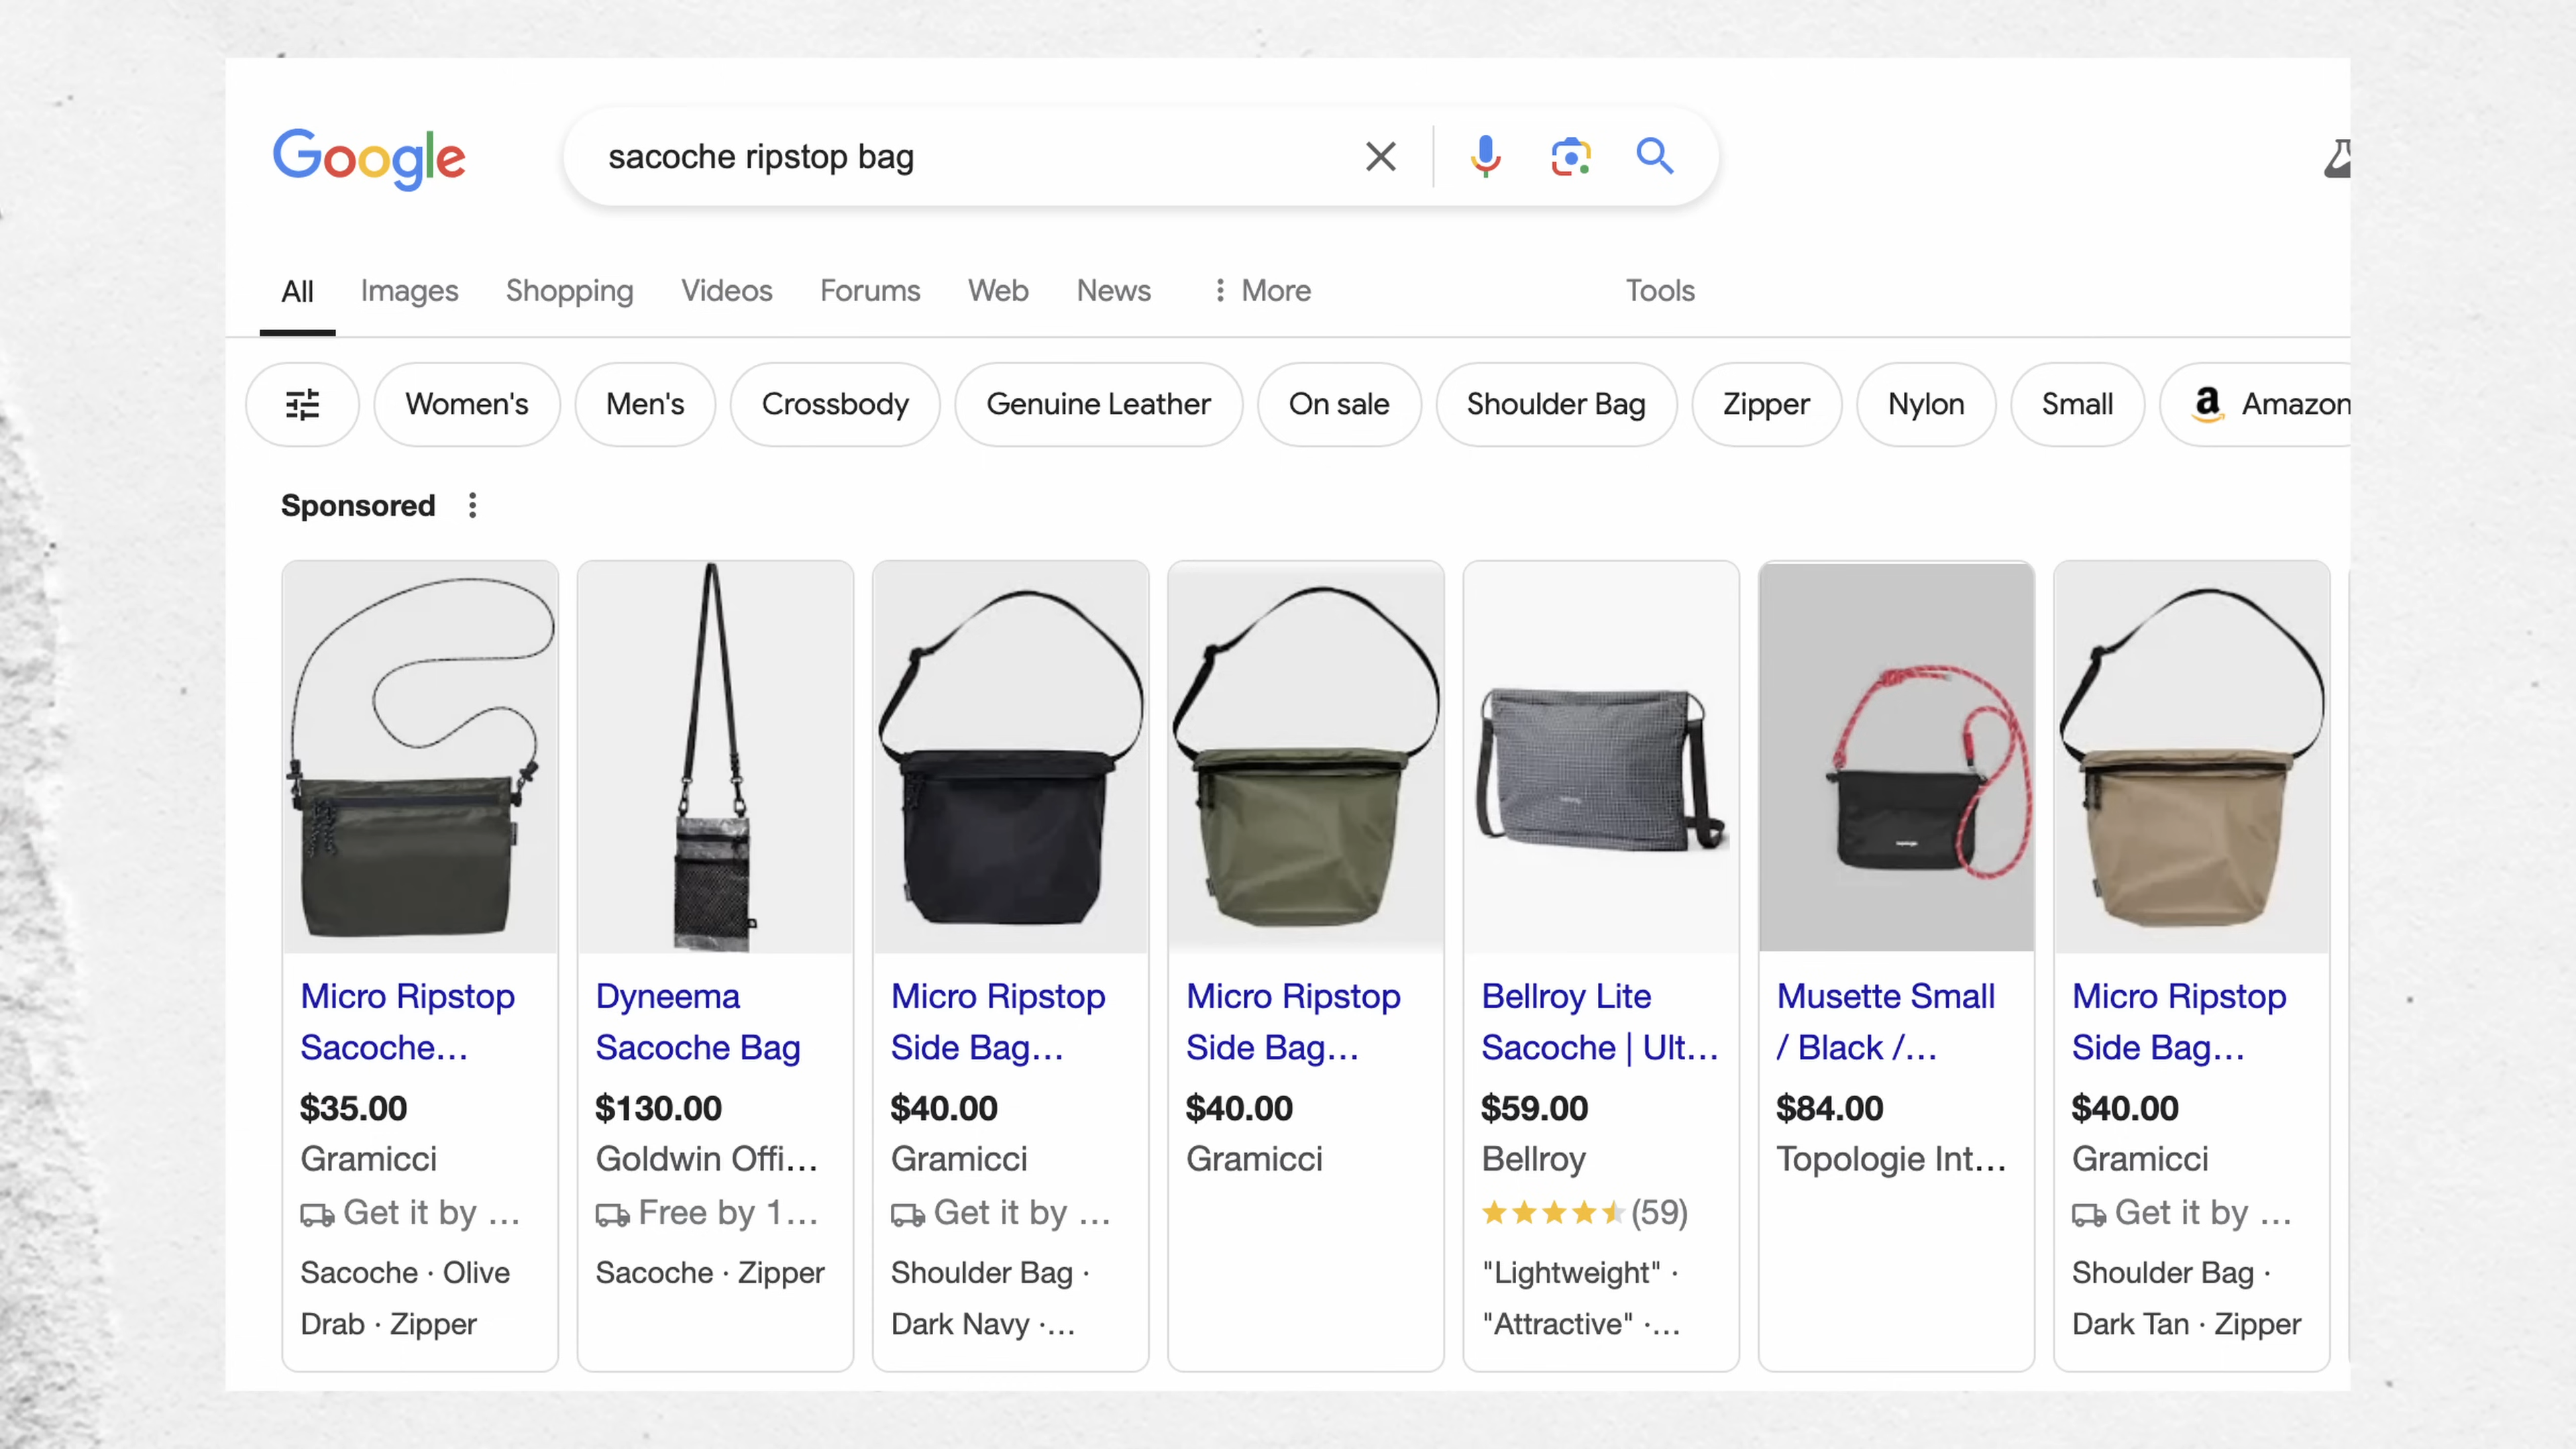 Google
sacoche ripstop bag
All Images Shopping Videos Forums Web News More Tools
Women's Men's Crossbody Genuine Leather On sale Shoulder Bag Zipper Nylon Small Amazon
Sponsored
Micro Ripstop
Sacoche...
$35.00
Gramicci
Get it by ...
Sacoche · Olive
Drab · Zipper
Dyneema
Sacoche Bag
$130.00
Goldwin Offi...
Free by 1...
Sacoche · Zipper
Micro Ripstop
Side Bag...
$40.00
Gramicci
Get it by ...
Shoulder Bag ·
Dark Navy ·...
Micro Ripstop
Side Bag...
$40.00
Gramicci
Bellroy Lite
Sacoche | Ult...
$59.00
Bellroy
(59)
"Lightweight" ·
"Attractive" ·...
topologie
Musette Small
/ Black /...
$84.00
Topologie Int...
Micro Ripstop
Side Bag...
$40.00
Gramicci
Get it by ...
Shoulder Bag ·
Dark Tan · Zipper